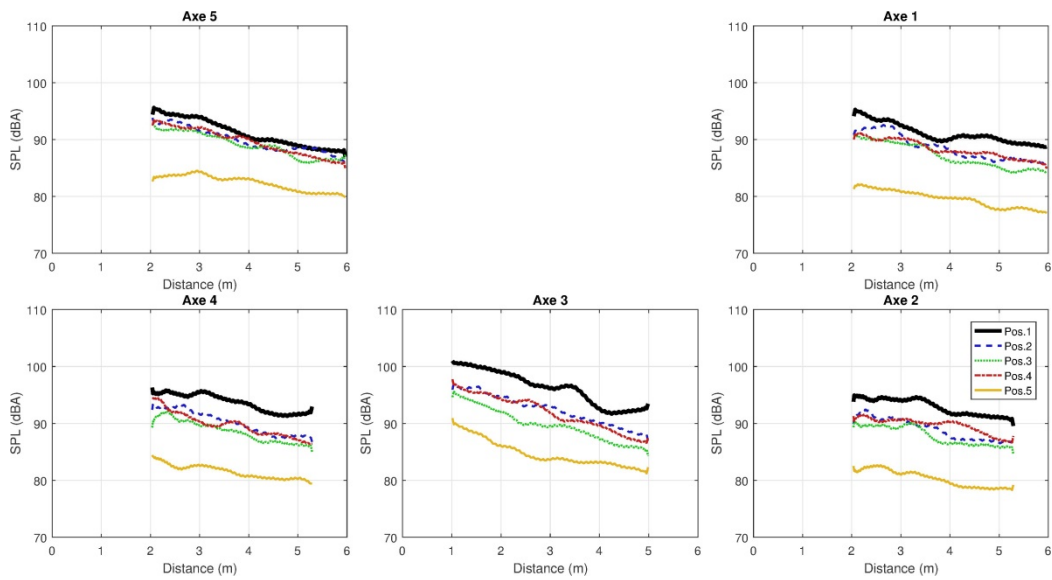 Axe 5
110
100
90
80
70
SPL (dBA)
0 1 2 3 4 5 6
Distance (m)
Axe 1
110
100
90
80
70
SPL (dBA)
0 1 2 3 4 5 6
Distance (m)
Axe 4
110
100
90
80
70
SPL (dBA)
0 1 2 3 4 5 6
Distance (m)
Axe 3
110
100
90
80
70
SPL (dBA)
0 1 2 3 4 5 6
Distance (m)
Axe 2
110
100
90
80
70
SPL (dBA)
0 1 2 3 4 5 6
Distance (m)
Pos.1
Pos.2
Pos.3
Pos.4
Pos.5